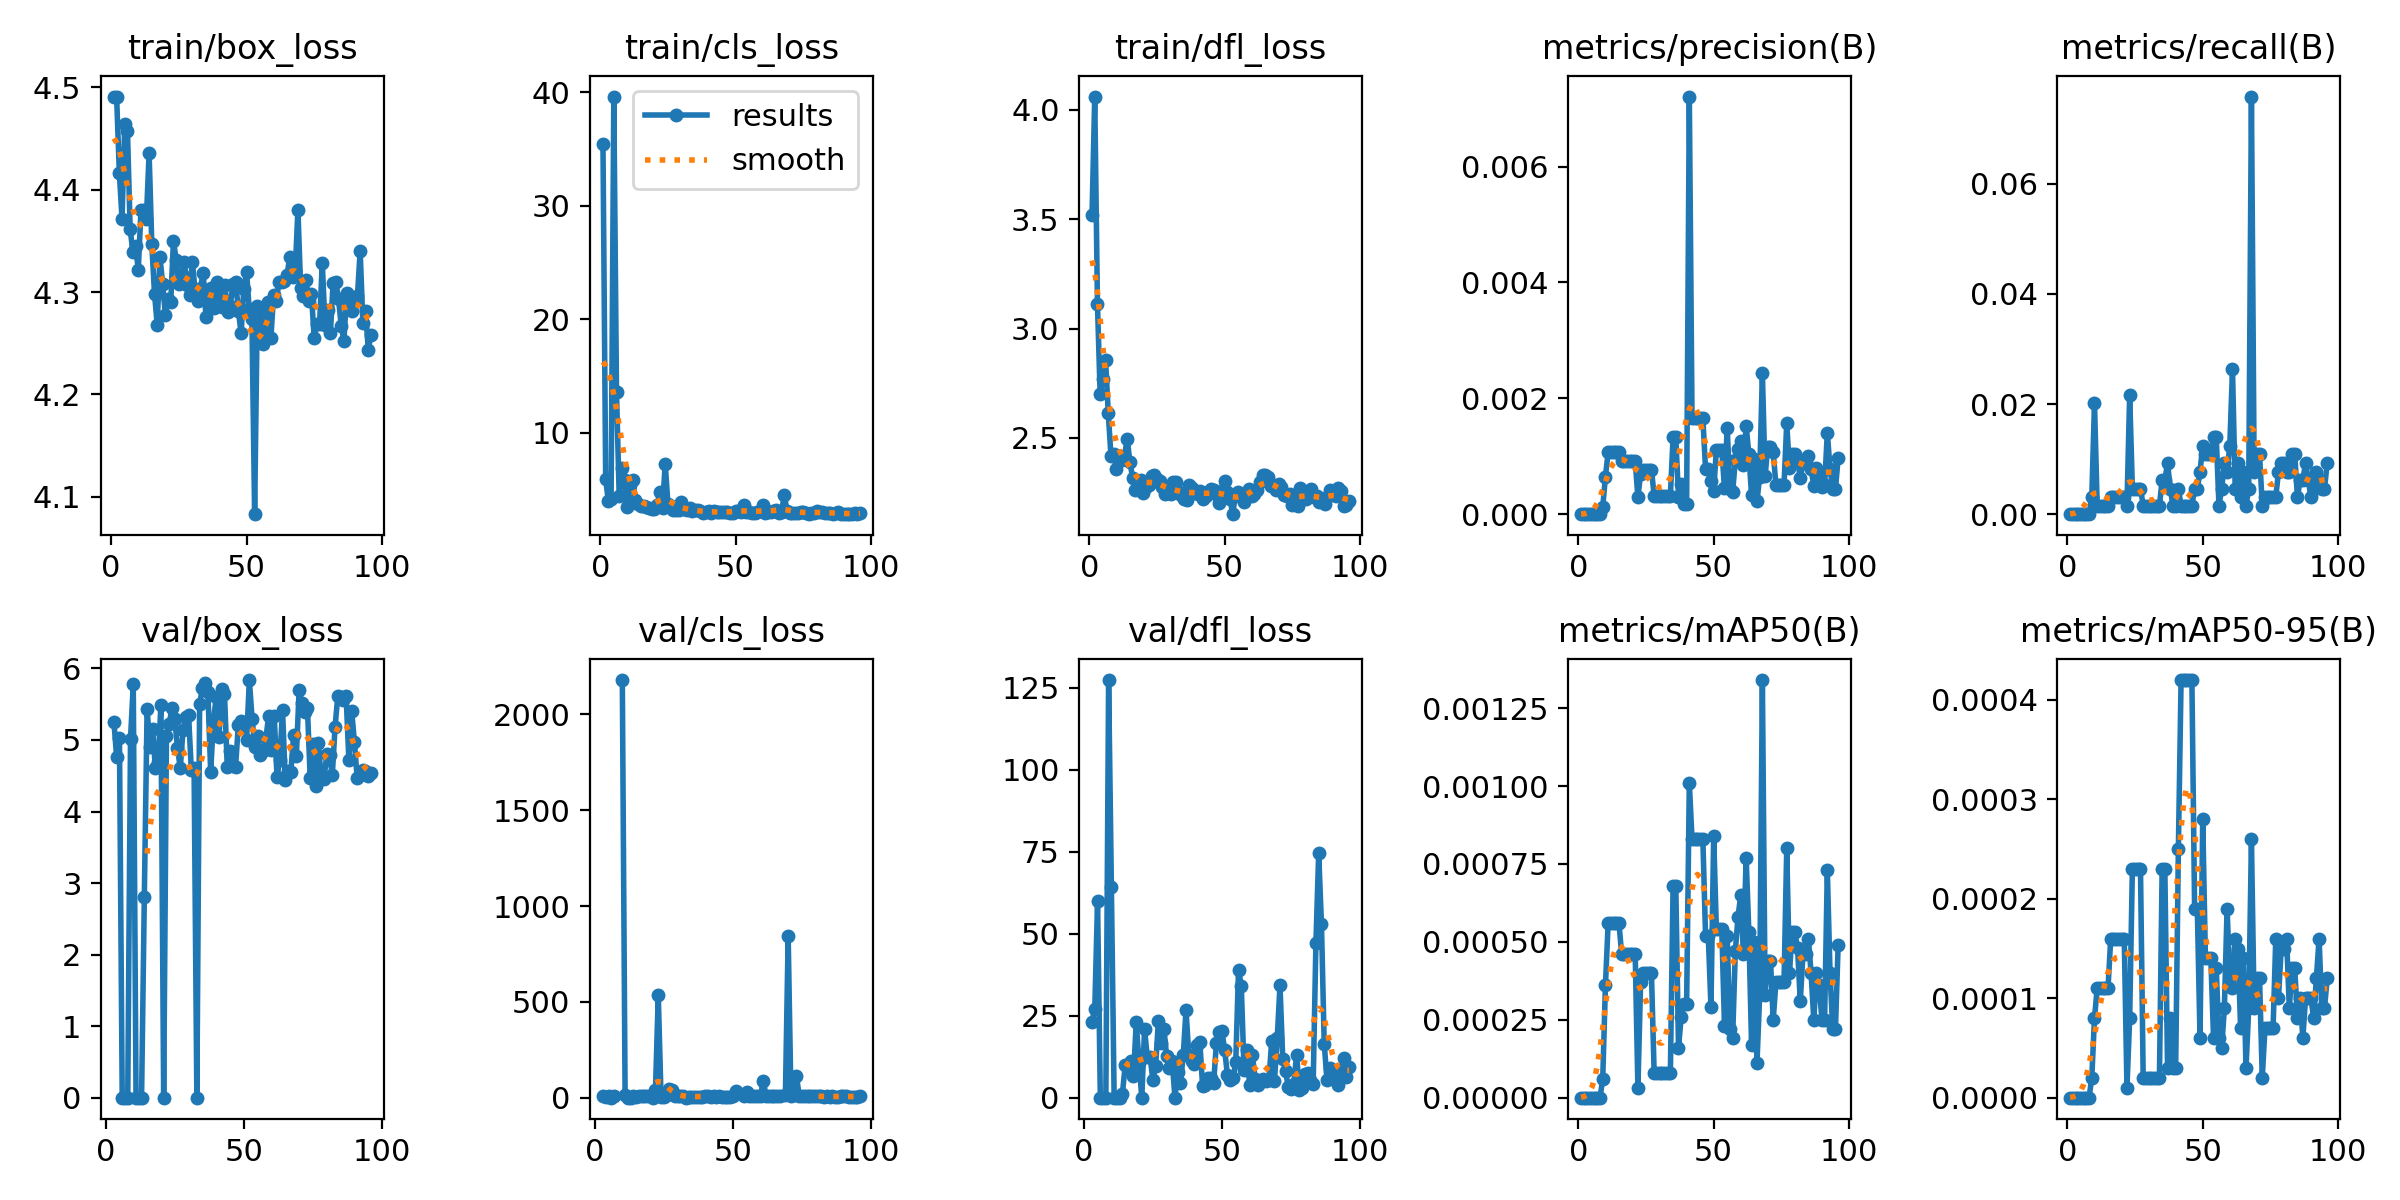 train/box_loss
4.5
4.4
4.3
4.2
4.1
0 50 100
train/cls_loss
results
smooth
40
30
20
10
0 50 100
train/dfl_loss
4.0
3.5
3.0
2.5
0 50 100
metrics/precision(B)
0.006
0.004
0.002
0.000
0 50 100
metrics/recall(B)
0.06
0.04
0.02
0.00
0 50 100
val/box_loss
6
5
4
3
2
1
0
0 50 100
val/cls_loss
2000
1500
1000
500
0
0 50 100
val/dfl_loss
125
100
75
50
25
0
0 50 100
metrics/mAP50(B)
0.00125
0.00100
0.00075
0.00050
0.00025
0.00000
0 50 100
metrics/mAP50-95(B)
0.0004
0.0003
0.0002
0.0001
0.0000
0 50 100